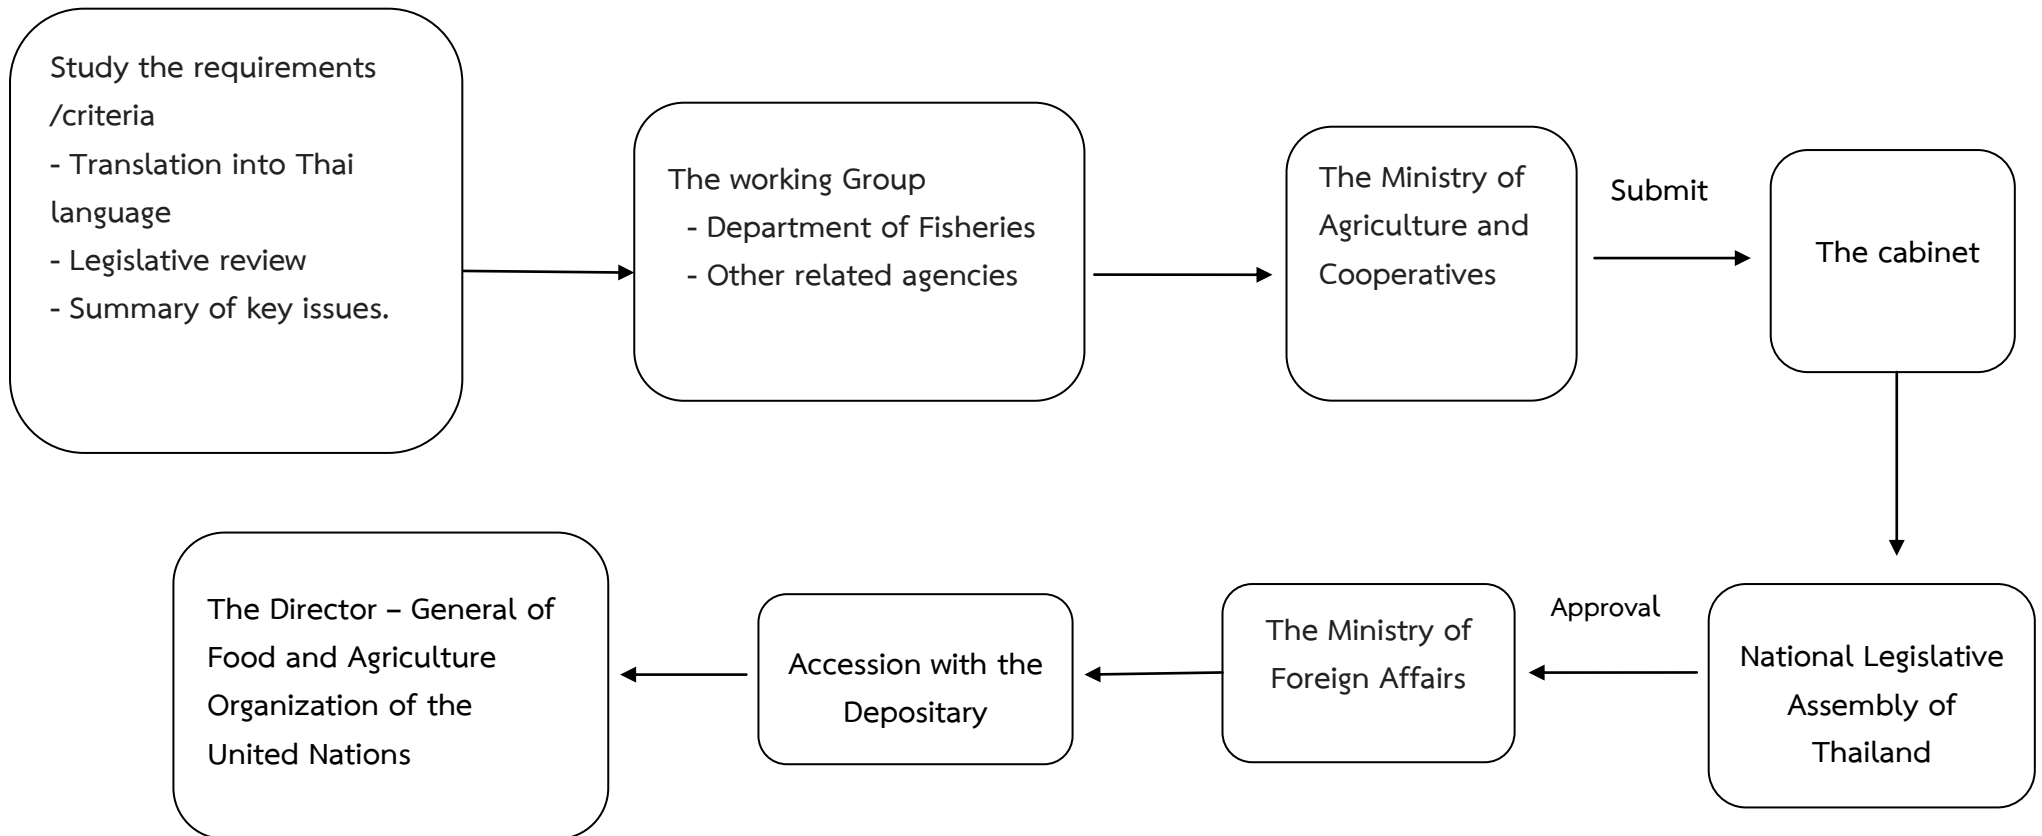 Study the requirements
/criteria
- Translation into Thai
language
- Legislative review
- Summary of key issues.
The working Group
- Department of Fisheries
- Other related agencies
The Ministry of
Agriculture and
Cooperatives
Submit
The cabinet
National Legislative
Assembly of
Thailand
Approval
The Ministry of
Foreign Affairs
Accession with the
Depositary
The Director – General of
Food and Agriculture
Organization of the
United Nations